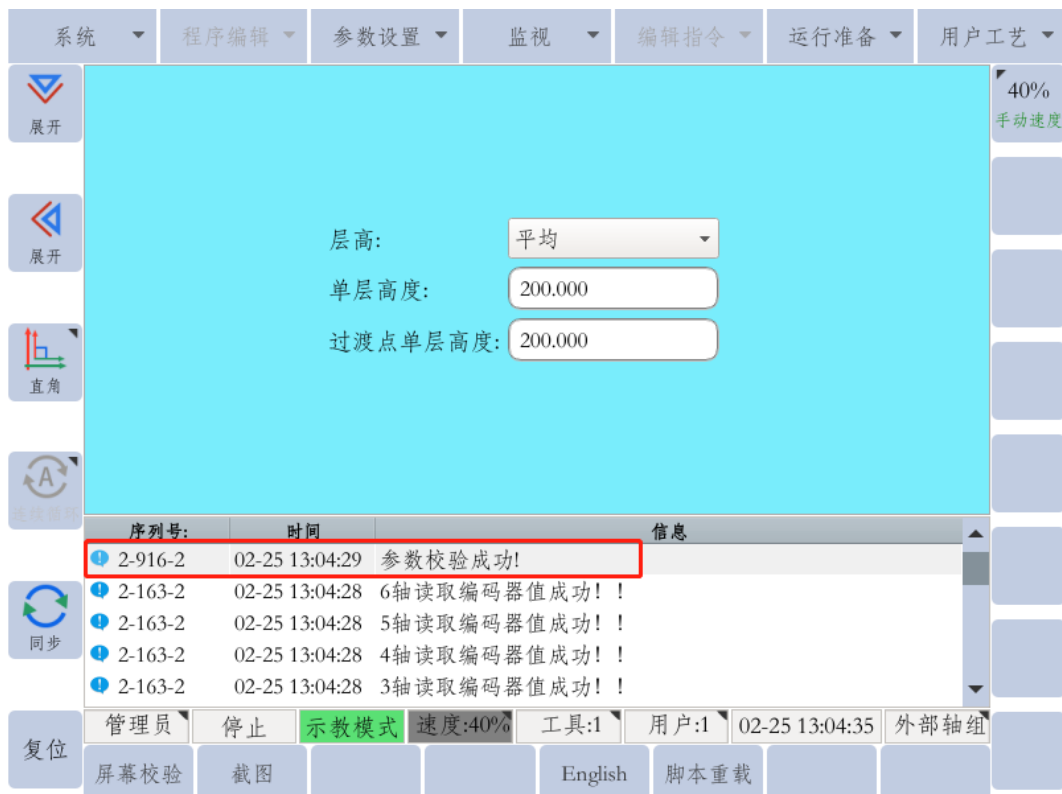 系统 程序编辑 参数设置 监视 编辑指令 运行准备 用户工艺
展开
40%
手动速度
展开
层高: 平均
单层高度: 200.000
过渡点单层高度: 200.000
直角
A
连续循环
序列号: 时间 信息
2-916-2 02-25 13:04:29 参数校验成功!
2-163-2 02-25 13:04:28 6轴读取编码器值成功！！
2-163-2 02-25 13:04:28 5轴读取编码器值成功！！
2-163-2 02-25 13:04:28 4轴读取编码器值成功！！
2-163-2 02-25 13:04:28 3轴读取编码器值成功！！
同步
管理员 停止 示教模式 速度:40% 工具:1 用户:1 02-25 13:04:35 外部轴组
复位
屏幕校验 截图 English 脚本重载